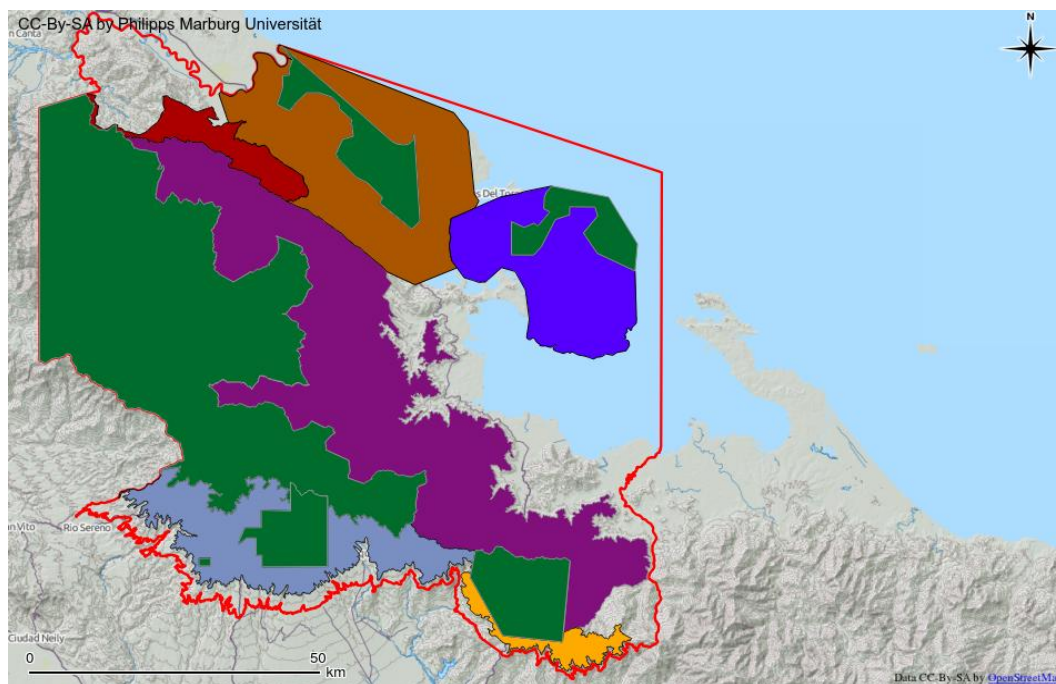 CC-By-SA by Philipps Marburg Universität
N
Rio Sereno
Ciudad Neily
0 50
km
Data CC-By-SA by OpenStreetMa